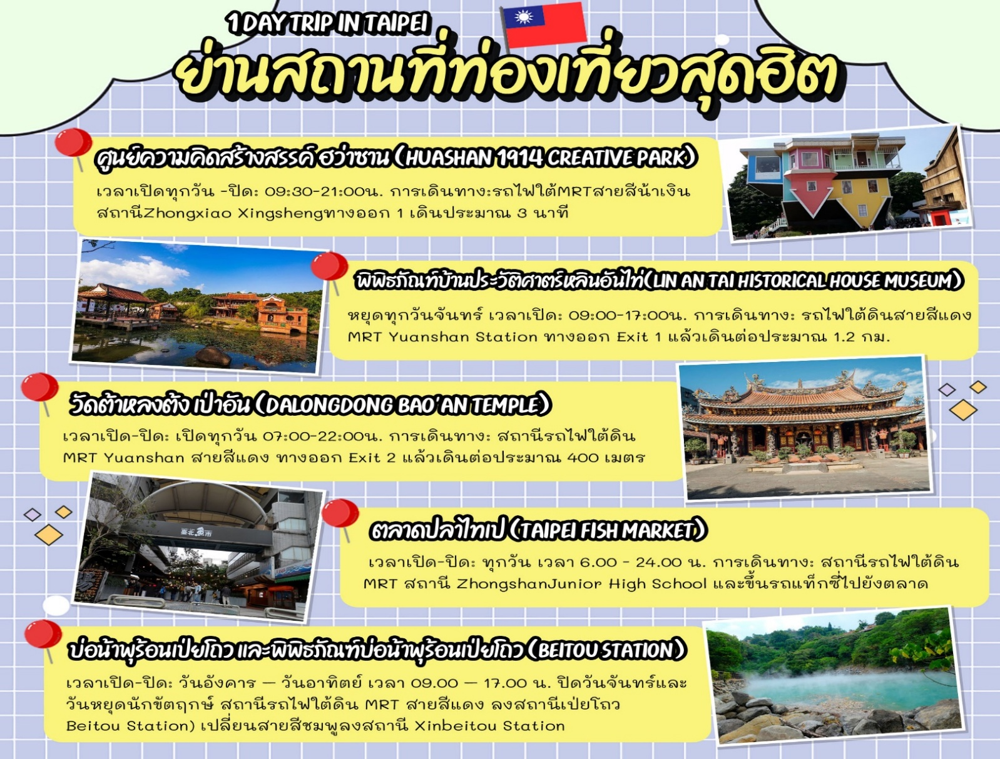 1 DAY TRIP IN TAIPEI
ย่านสถานที่ท่องเที่ยวสุดฮิต
ศูนย์ความคิดสร้างสรรค์ ฮว่าซาน (HUASHAN 1914 CREATIVE PARK)
เวลาเปิดทุกวัน -ปิด: 09:30-21:00น. การเดินทาง:รถไฟใต้MRTสายสีน้ำเงิน
สถานีZhongxiao Xingshengทางออก 1 เดินประมาณ 3 นาที
พิพิธภัณฑ์บ้านประวัติศาตร์หลินอันไท่(LIN AN TAI HISTORICAL HOUSE MUSEUM)
หยุดทุกวันจันทร์ เวลาเปิด: 09:00-17:00น. การเดินทาง: รถไฟใต้ดินสายสีแดง
MRT Yuanshan Station ทางออก Exit 1 แล้วเดินต่อประมาณ 1.2 กม.
วัดต้าหลงต้ง เป่าอัน (DALONGDONG BAO'AN TEMPLE)
เวลาเปิด-ปิด: เปิดทุกวัน 07:00-22:00น. การเดินทาง: สถานีรถไฟใต้ดิน
MRT Yuanshan สายสีแดง ทางออก Exit 2 แล้วเดินต่อประมาณ 400 เมตร
臺北魚市
ตลาดปลาไทเป (TAIPEI FISH MARKET)
เวลาเปิด-ปิด: ทุกวัน เวลา 6.00 - 24.00 น. การเดินทาง: สถานีรถไฟใต้ดิน
MRT สถานี ZhongshanJunior High School และขึ้นรถแท็กซี่ไปยังตลาด
บ่อน้ำพุร้อนเป่ยโถว และพิพิธภัณฑ์บ่อน้ำพุร้อนเป่ยโถว (BEITOU STATION)
เวลาเปิด-ปิด: วันอังคาร – วันอาทิตย์ เวลา 09.00 – 17.00 น. ปิดวันจันทร์และ
วันหยุดนักขัตฤกษ์ สถานีรถไฟใต้ดิน MRT สายสีแดง ลงสถานีเป่ยโถว
Beitou Station) เปลี่ยนสายสีชมพูลงสถานี Xinbeitou Station